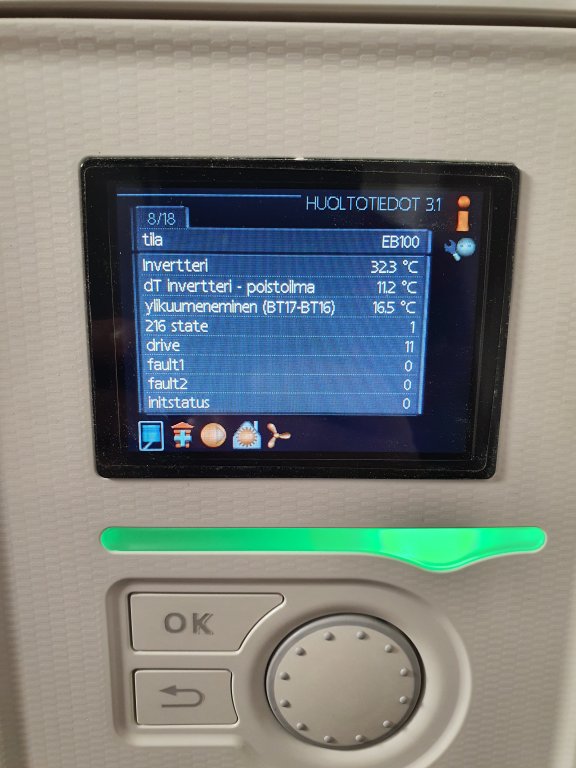 HUOLTOTIEDOT 3.1
8/18
tila EB100
Invertteri 32.3 °C
dT invertteri - poistoilma 11.2 °C
ylikuumeneminen (BT17-BT16) 16.5 °C
216 state 1
drive 11
fault1 0
fault2 0
initstatus 0
OK